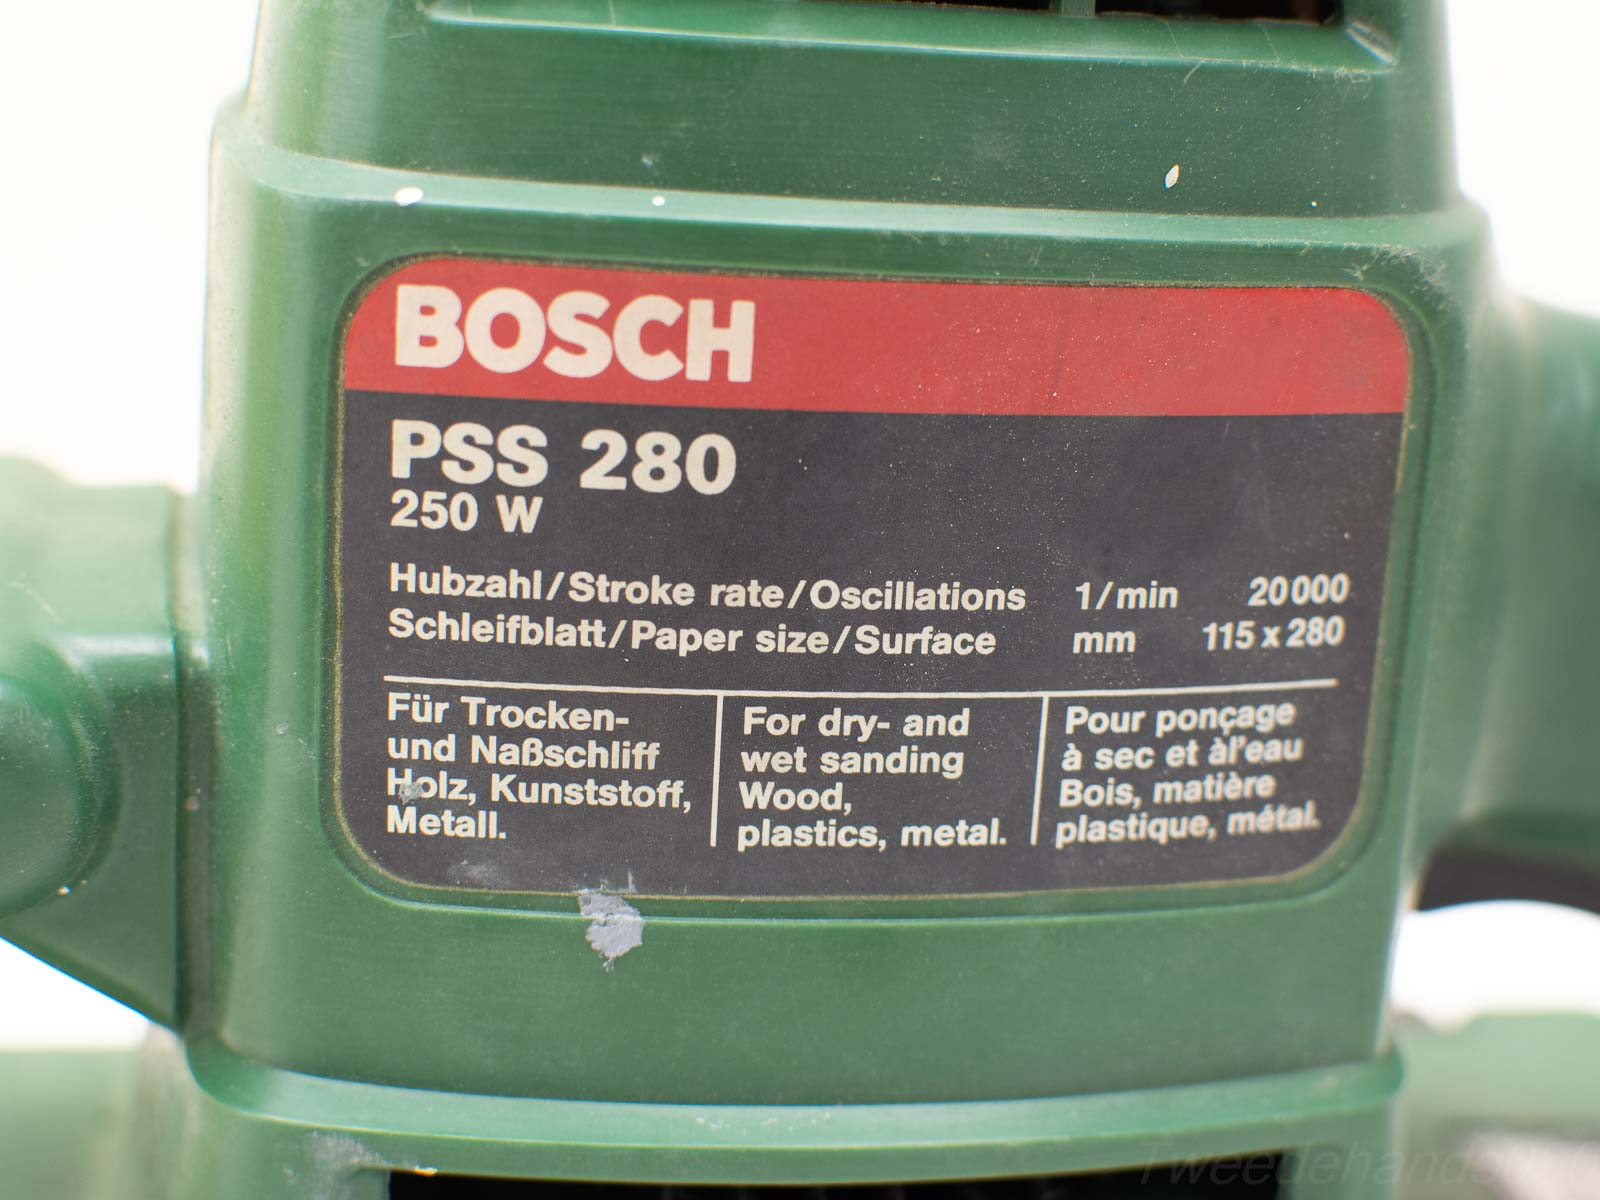 BOSCH
PSS 280
250 W
Hubzahl/Stroke rate/Oscillations 1/min 20000
Schleifblatt/Paper size/Surface mm 115 x 280
Für Trocken-
und Naßschliff
Holz, Kunststoff,
Metall.
For dry- and
wet sanding
Wood,
plastics, metal.
Pour ponçage
à sec et àl'eau
Bois, matière
plastique, métal.